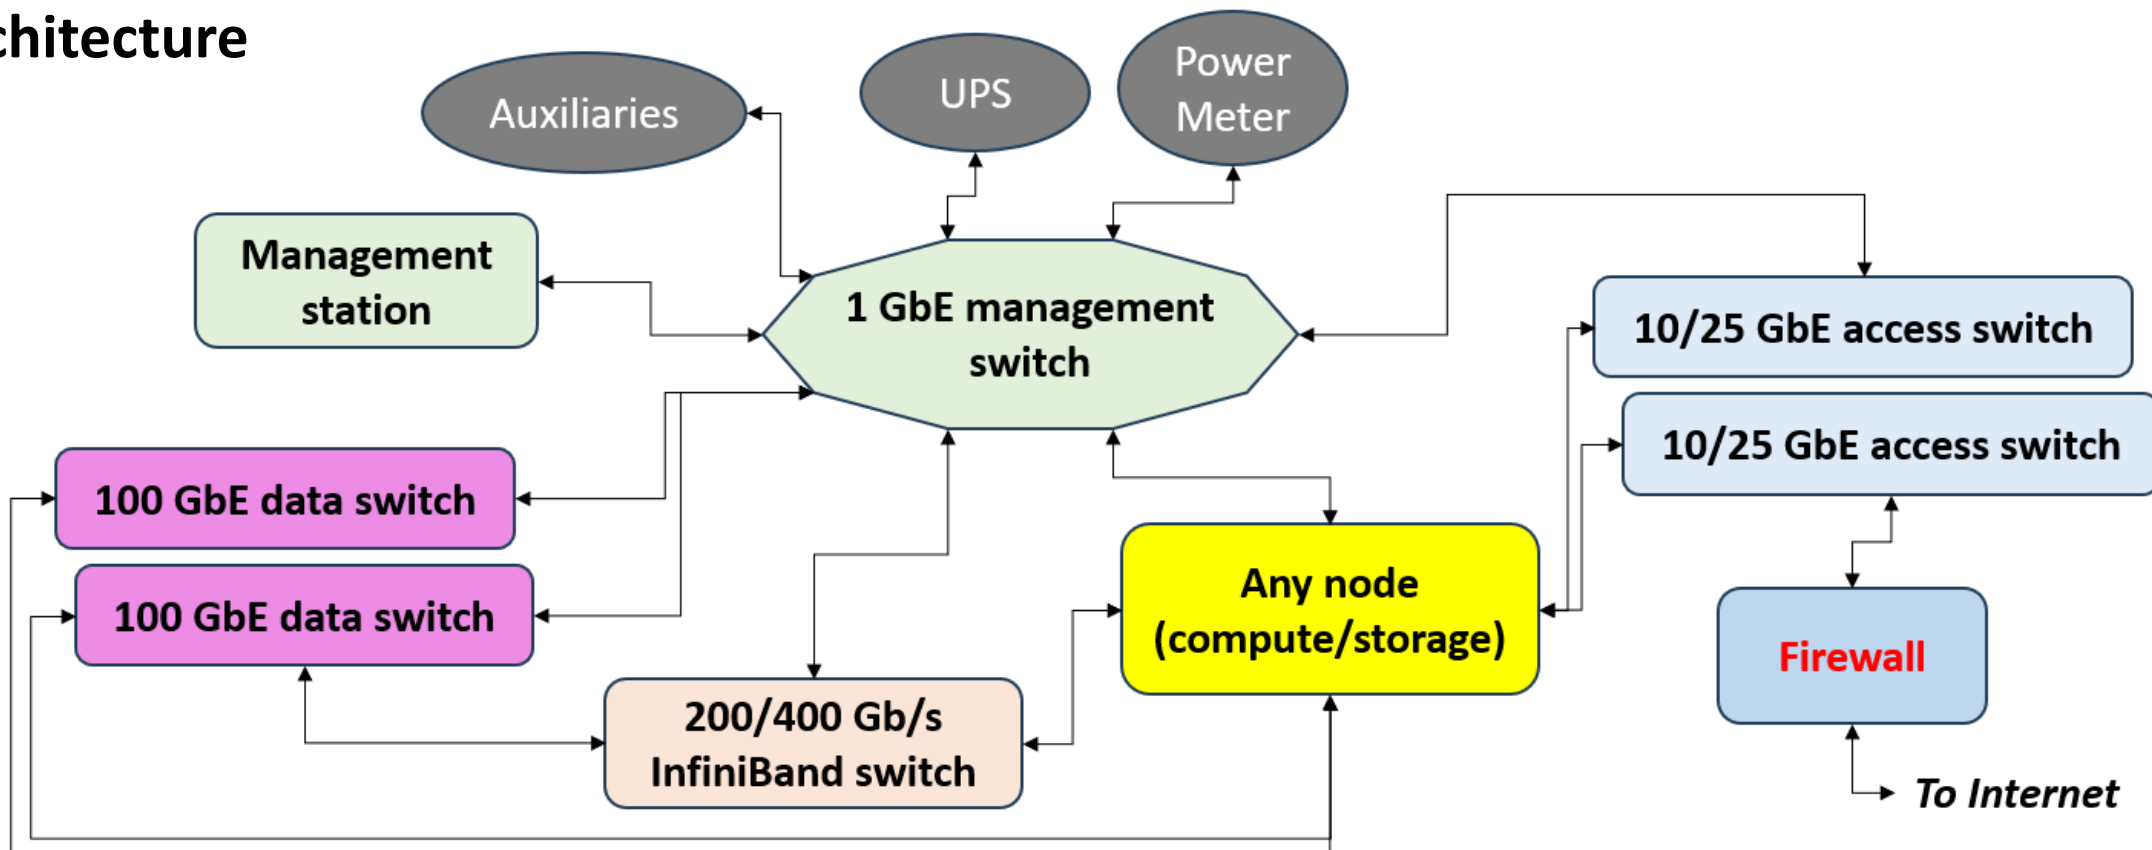 chitecture
Auxiliaries
UPS
Power
Meter
Management
station
1 GbE management
switch
10/25 GbE access switch
10/25 GbE access switch
100 GbE data switch
100 GbE data switch
Any node
(compute/storage)
Firewall
200/400 Gb/s
InfiniBand switch
To Internet